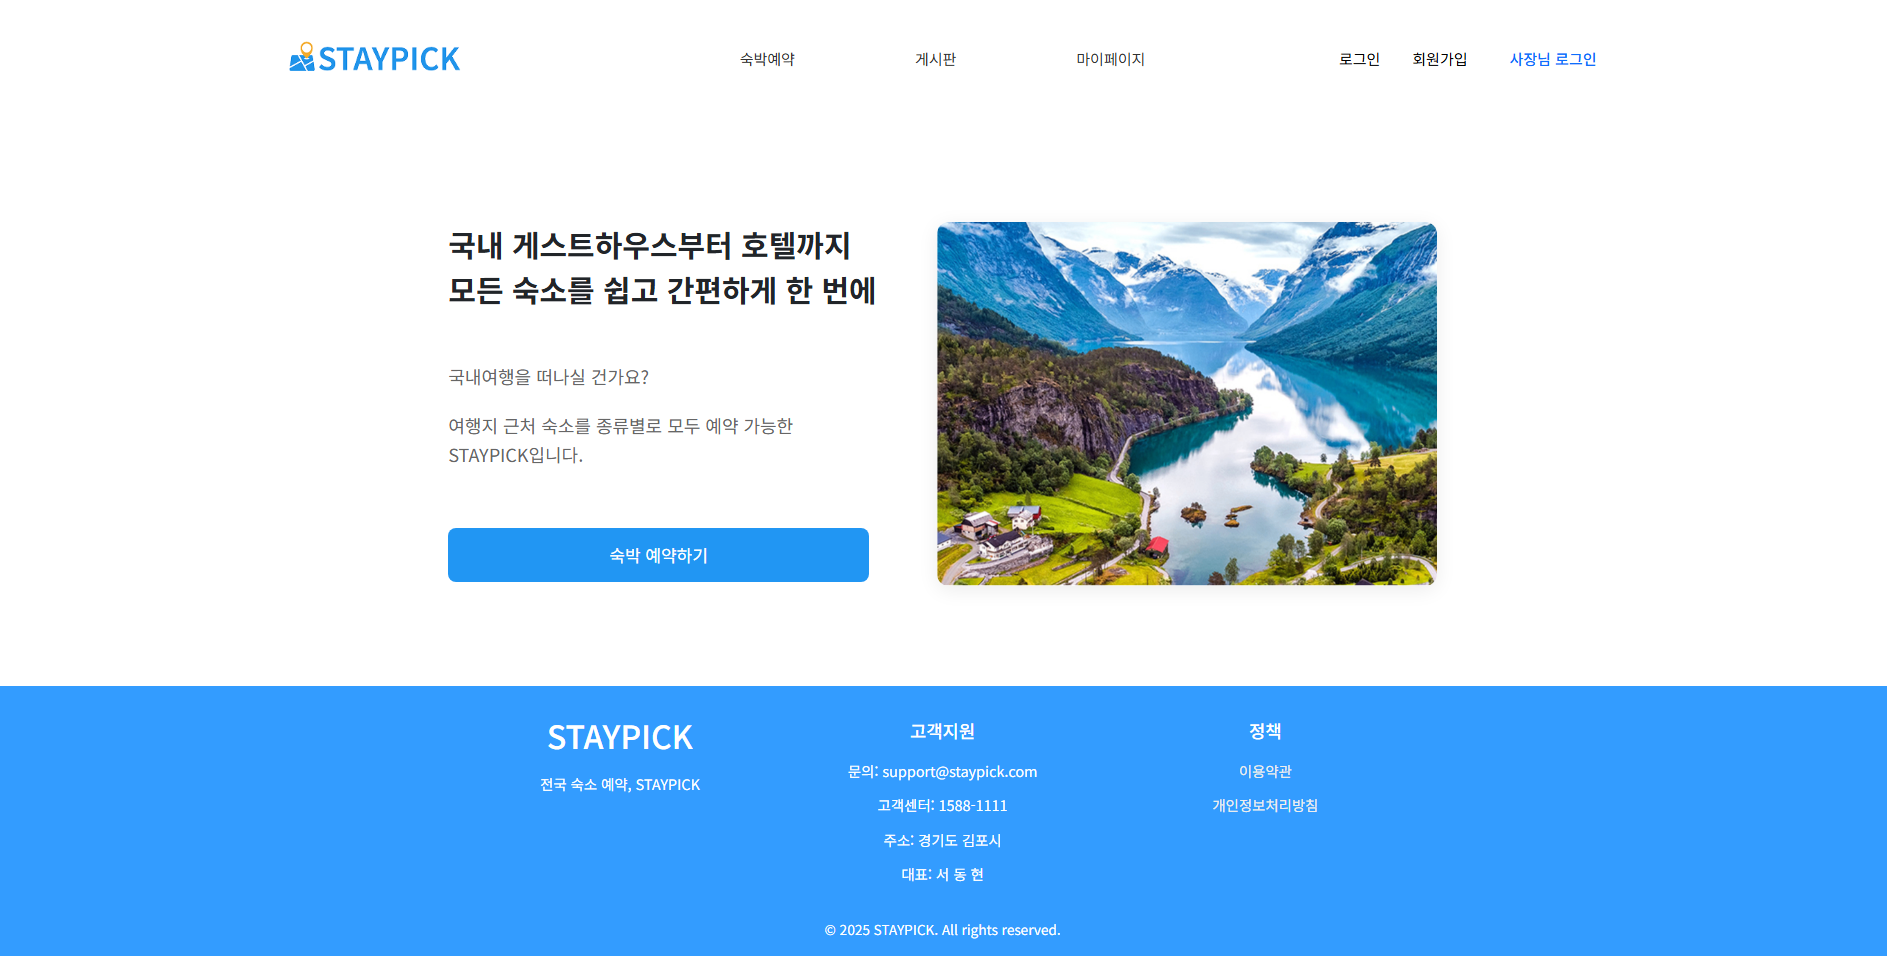 STAYPICK
숙박예약
게시판
마이페이지
로그인
회원가입
사장님 로그인
국내 게스트하우스부터 호텔까지
모든 숙소를 쉽고 간편하게 한 번에
국내여행을 떠나실 건가요?
여행지 근처 숙소를 종류별로 모두 예약 가능한
STAYPICK입니다.
숙박 예약하기
STAYPICK
전국 숙소 예약, STAYPICK
고객지원
문의: support@staypick.com
고객센터: 1588-1111
주소: 경기도 김포시
대표: 서 동 현
정책
이용약관
개인정보처리방침
© 2025 STAYPICK. All rights reserved.